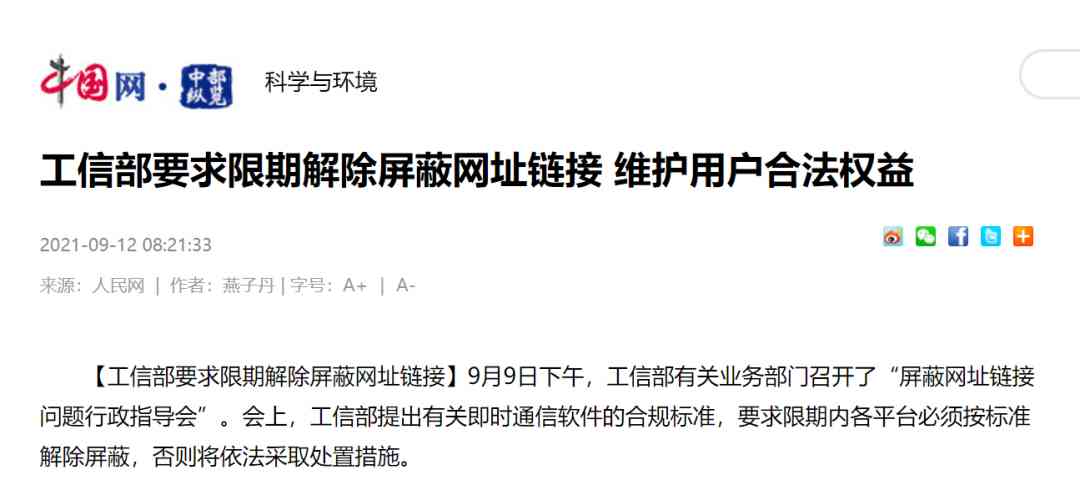 中国网·中部纵览 科学与环境
工信部要求限期解除屏蔽网址链接 维护用户合法权益
2021-09-12 08:21:33
来源：人民网 | 作者：燕子丹 | 字号：A+ | A-
【工信部要求限期解除屏蔽网址链接】9月9日下午，工信部有关业务部门召开了“屏蔽网址链接
问题行政指导会”。会上，工信部提出有关即时通信软件的合规标准，要求限期内各平台必须按标准
解除屏蔽，否则将依法采取处置措施。